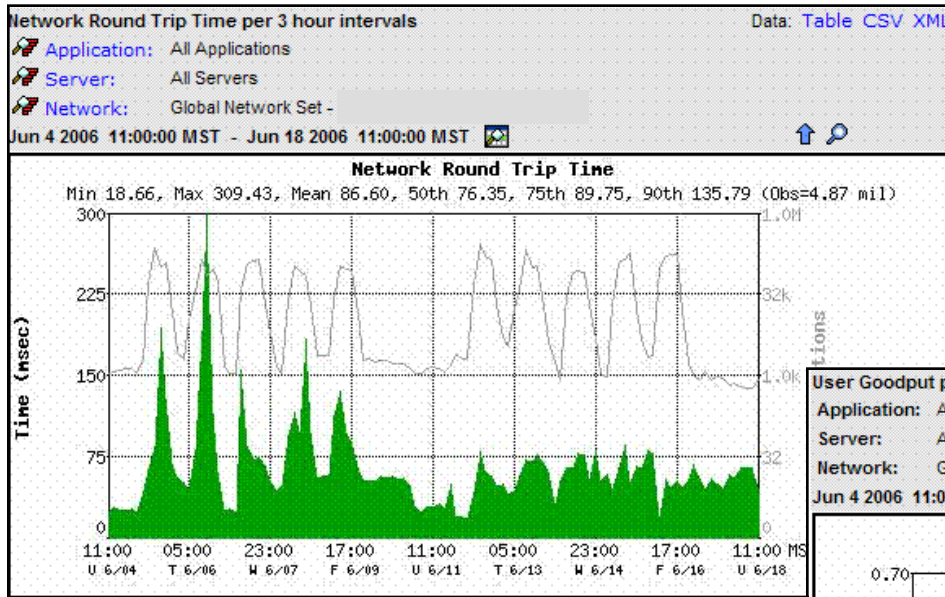 Network Round Trip Time per 3 hour intervals
Data: Table CSV XML
Application: All Applications
Server: All Servers
Network: Global Network Set -
Jun 4 2006 11:00:00 MST - Jun 18 2006 11:00:00 MST
Network Round Trip Time
Min 18.66, Max 309.43, Mean 86.60, 50th 76.35, 75th 89.75, 90th 135.79 (Obs=4.87 mil)
300
225
150
75
0
Time (msec)
1.0M
32k
1.0k
32
0
tions
11:00 05:00 23:00 17:00 11:00 05:00 23:00 17:00 11:00 MS
U 6/04 T 6/06 W 6/07 F 6/09 U 6/11 T 6/13 W 6/14 F 6/16 U 6/18
User Goodput p
Application: A
Server: A
Network: G
Jun 4 2006 11:0
0.70